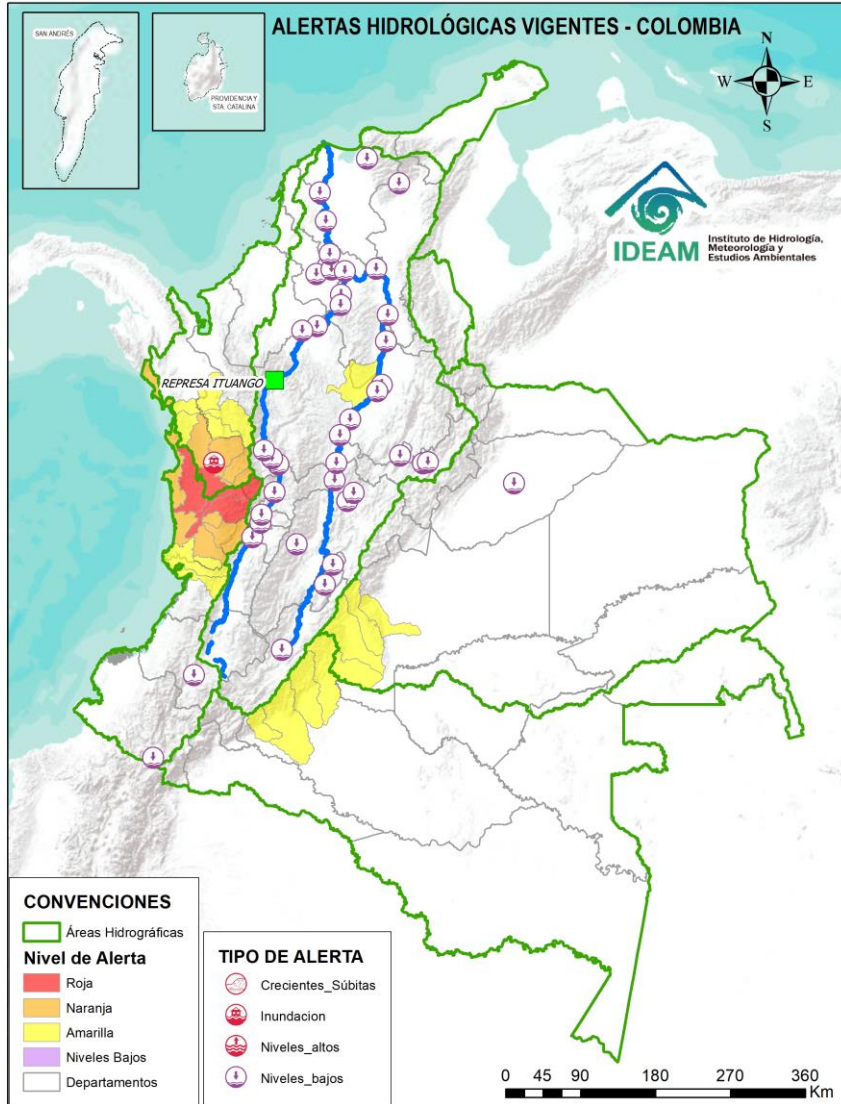 ALERTAS HIDROLÓGICAS VIGENTES - COLOMBIA
SAN ANDRÉS
PROVIDENCIA Y
STA. CATALINA
N
W
E
S
IDEAM
Instituto de Hidrología,
Meteorología y
Estudios Ambientales
REPRESA ITUANGO
CONVENCIONES
Áreas Hidrográficas
Nivel de Alerta
Roja
Naranja
Amarilla
Niveles Bajos
Departamentos
TIPO DE ALERTA
Crecientes_Súbitas
Inundacion
Niveles_altos
Niveles_bajos
0 45 90 180 270 360
Km